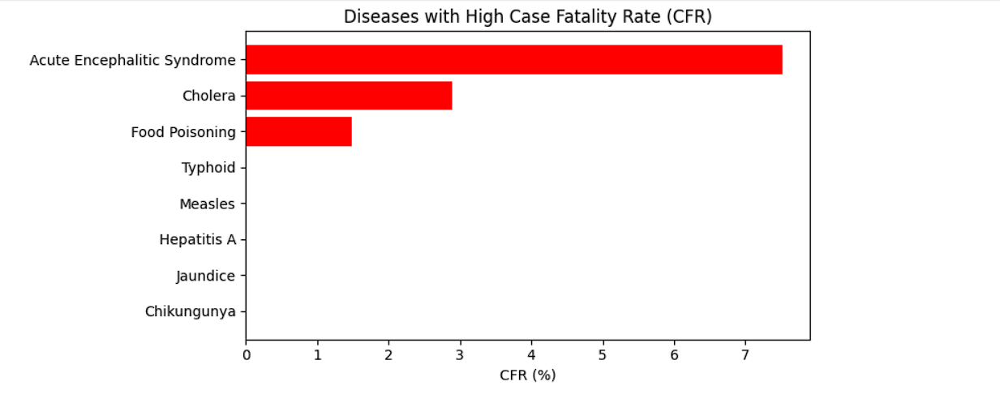 Diseases with High Case Fatality Rate (CFR)
Acute Encephalitic Syndrome
Cholera
Food Poisoning
Typhoid
Measles
Hepatitis A
Jaundice
Chikungunya
0 1 2 3 4 5 6 7
CFR (%)